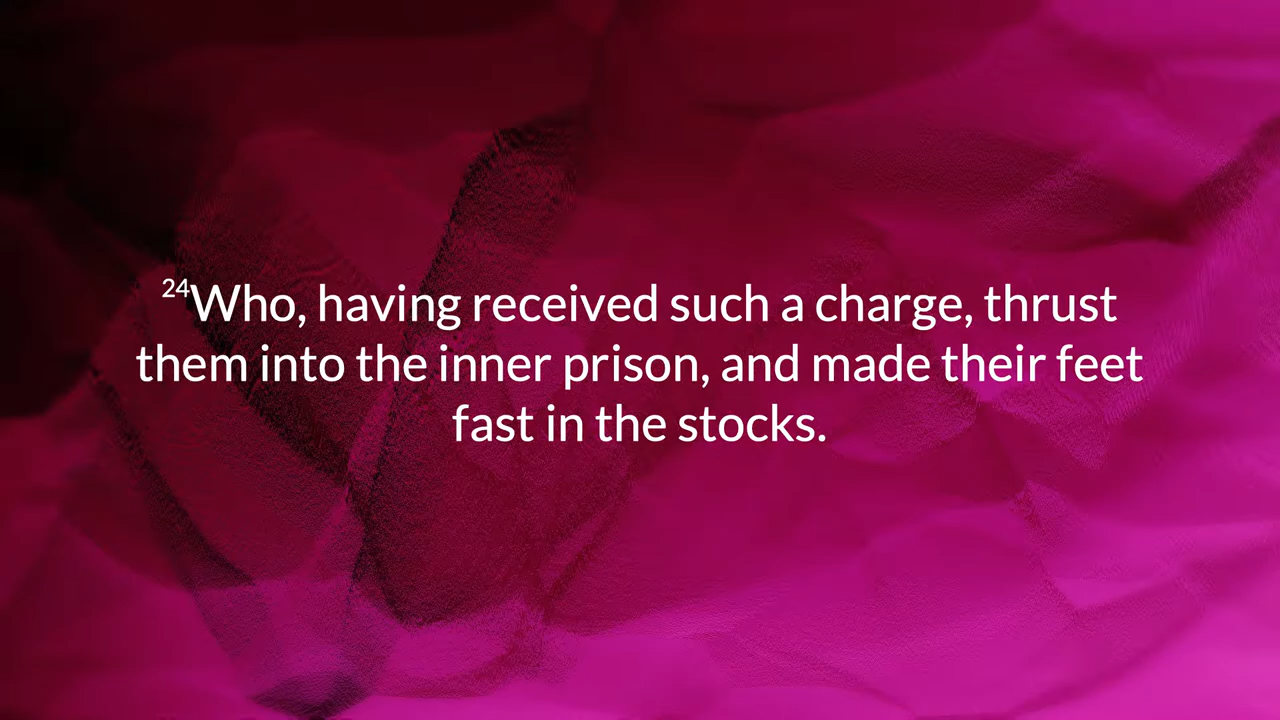 24Who, having received such a charge, thrust
them into the inner prison, and made their feet
fast in the stocks.